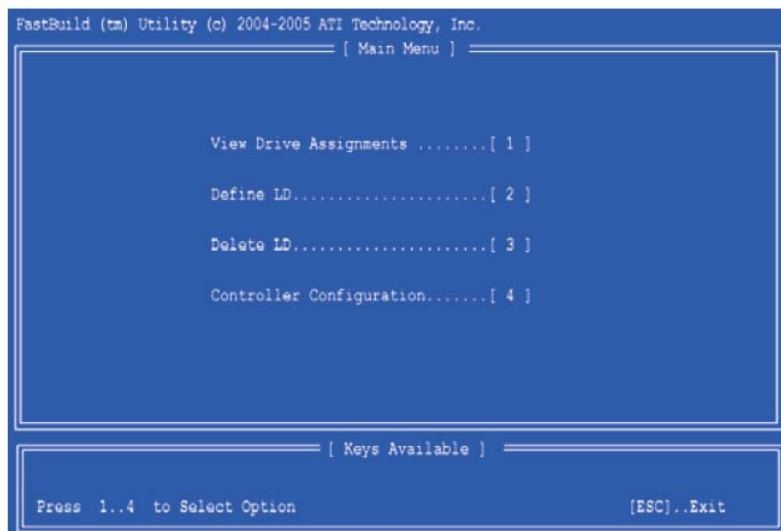 FastBuild (tm) Utility (c) 2004-2005 ATI Technology, Inc.
[ Main Menu ]
View Drive Assignments ........[ 1 ]
Define LD......................[ 2 ]
Delete LD......................[ 3 ]
Controller Configuration.......[ 4 ]
[ Keys Available ]
Press 1..4 to Select Option [ESC]..Exit